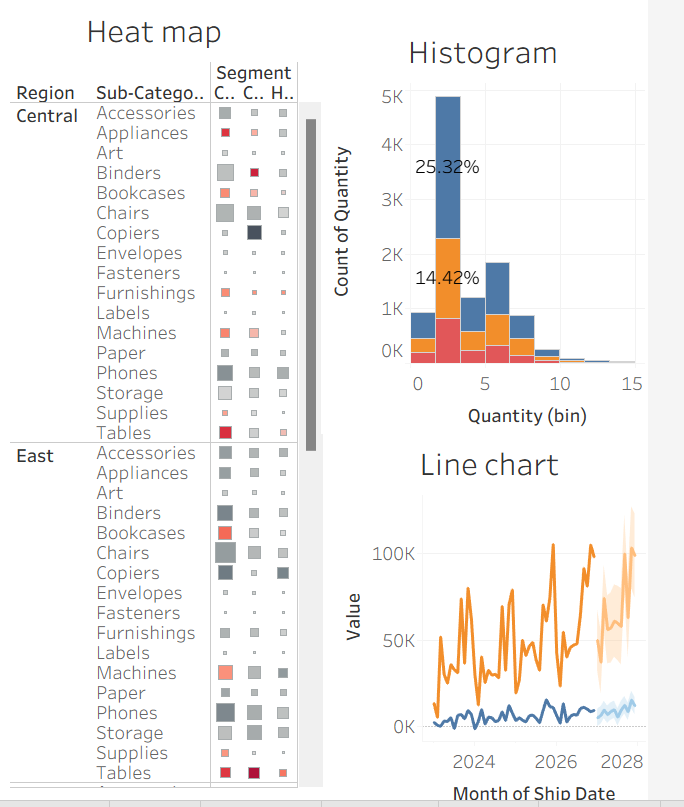 Heat map
Segment
Region Sub-Catego.. C.. C.. H..
Central Accessories
Appliances
Art
Binders
Bookcases
Chairs
Copiers
Envelopes
Fasteners
Furnishings
Labels
Machines
Paper
Phones
Storage
Supplies
Tables
East Accessories
Appliances
Art
Binders
Bookcases
Chairs
Copiers
Envelopes
Fasteners
Furnishings
Labels
Machines
Paper
Phones
Storage
Supplies
Tables
Histogram
Count of Quantity
5K
4K
3K
2K
1K
0K
25.32%
14.42%
0 5 10 15
Quantity (bin)
Line chart
Value
100K
50K
0K
2024 2026 2028
Month of Ship Date